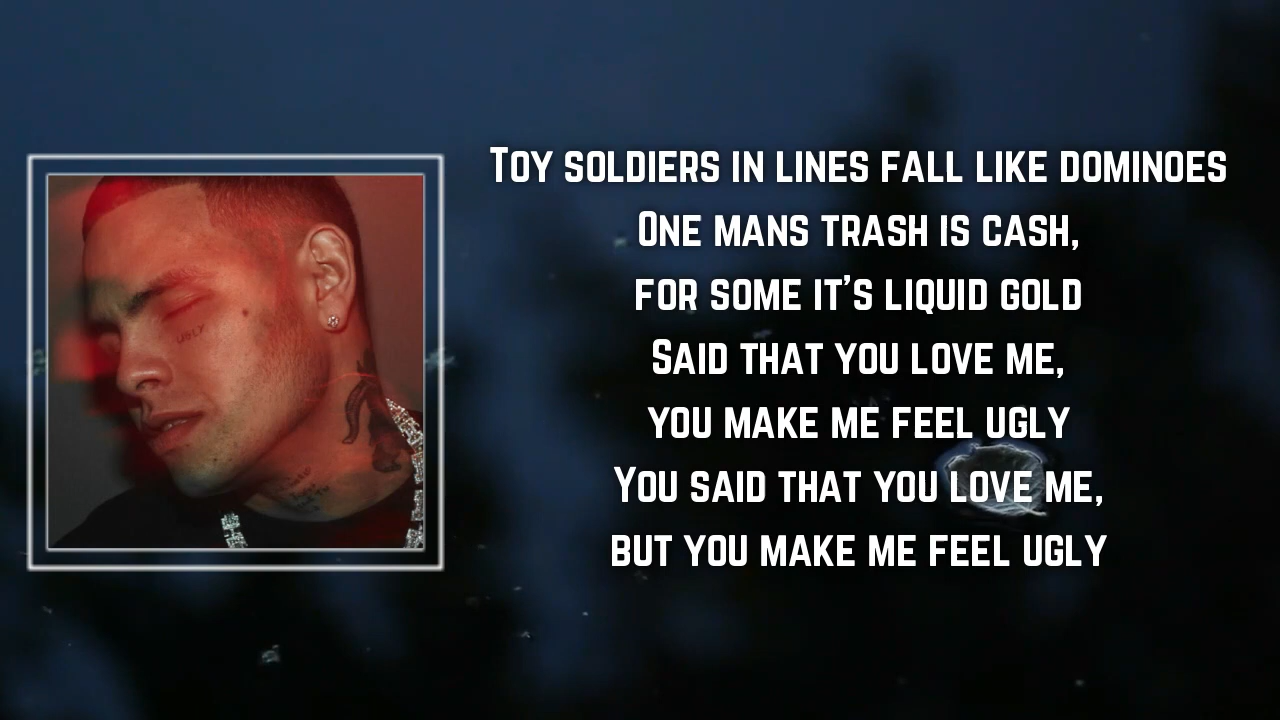 Toy soldiers in lines fall like dominoes
One mans trash is cash,
for some it's liquid gold
Said that you love me,
you make me feel ugly
You said that you love me,
but you make me feel ugly
UGLY